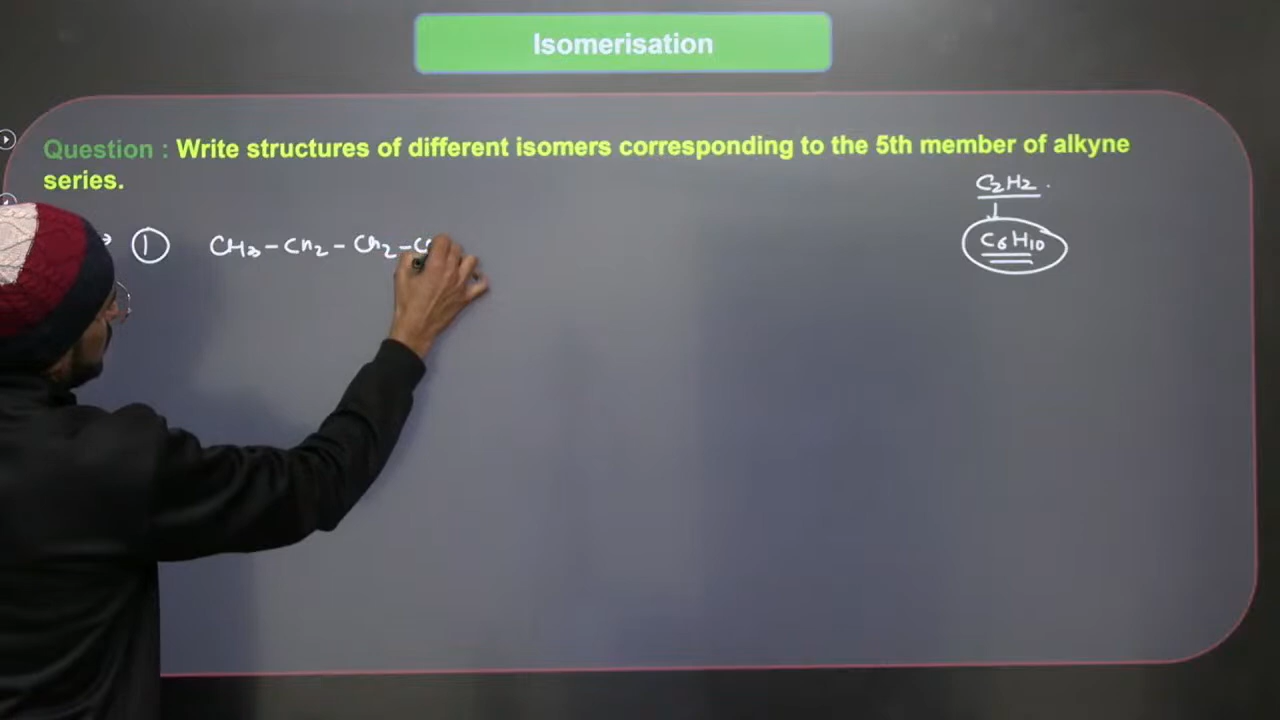 Isomerisation
Question : Write structures of different isomers corresponding to the 5th member of alkyne
series.
C2H2
↓
C6H10
1 CH3 - CH2 - CH2 - C